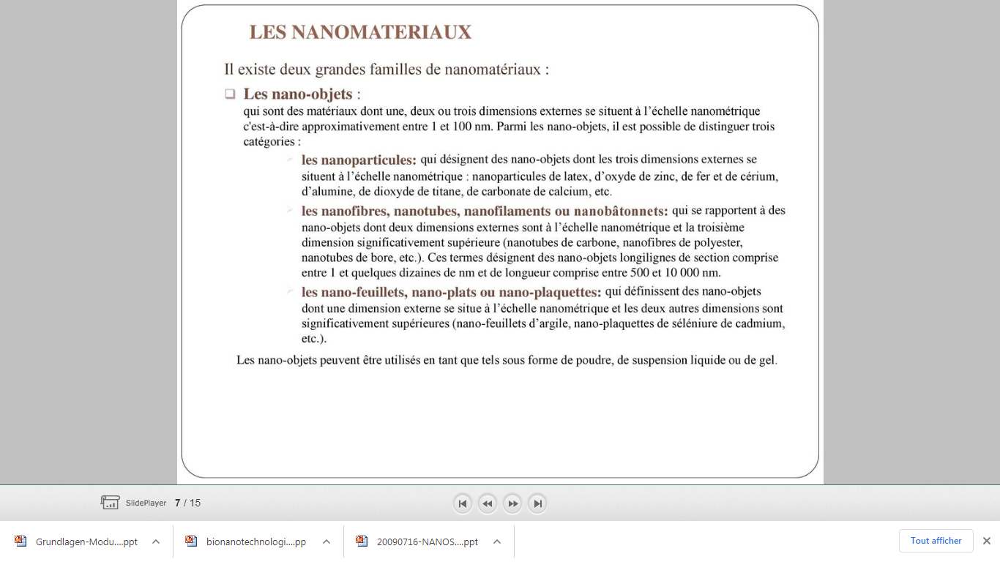 LES NANOMATERIAUX
Il existe deux grandes familles de nanomatériaux :
Les nano-objets :
qui sont des matériaux dont une, deux ou trois dimensions externes se situent à l’échelle nanométrique
c'est-à-dire approximativement entre 1 et 100 nm. Parmi les nano-objets, il est possible de distinguer trois
catégories :
les nanoparticules: qui désignent des nano-objets dont les trois dimensions externes se
situent à l’échelle nanométrique : nanoparticules de latex, d’oxyde de zinc, de fer et de cérium,
d’alumine, de dioxyde de titane, de carbonate de calcium, etc.
les nanofibres, nanotubes, nanofilaments ou nanobâtonnets: qui se rapportent à des
nano-objets dont deux dimensions externes sont à l’échelle nanométrique et la troisième
dimension significativement supérieure (nanotubes de carbone, nanofibres de polyester,
nanotubes de bore, etc.). Ces termes désignent des nano-objets longilignes de section comprise
entre 1 et quelques dizaines de nm et de longueur comprise entre 500 et 10 000 nm.
les nano-feuillets, nano-plats ou nano-plaquettes: qui définissent des nano-objets
dont une dimension externe se situe à l’échelle nanométrique et les deux autres dimensions sont
significativement supérieures (nano-feuillets d’argile, nano-plaquettes de séléniure de cadmium,
etc.).
Les nano-objets peuvent être utilisés en tant que tels sous forme de poudre, de suspension liquide ou de gel.
SlidePlayer 7 / 15
Grundlagen-Modu....ppt
bionanotechnologi....pp
20090716-NANOS....ppt
Tout afficher